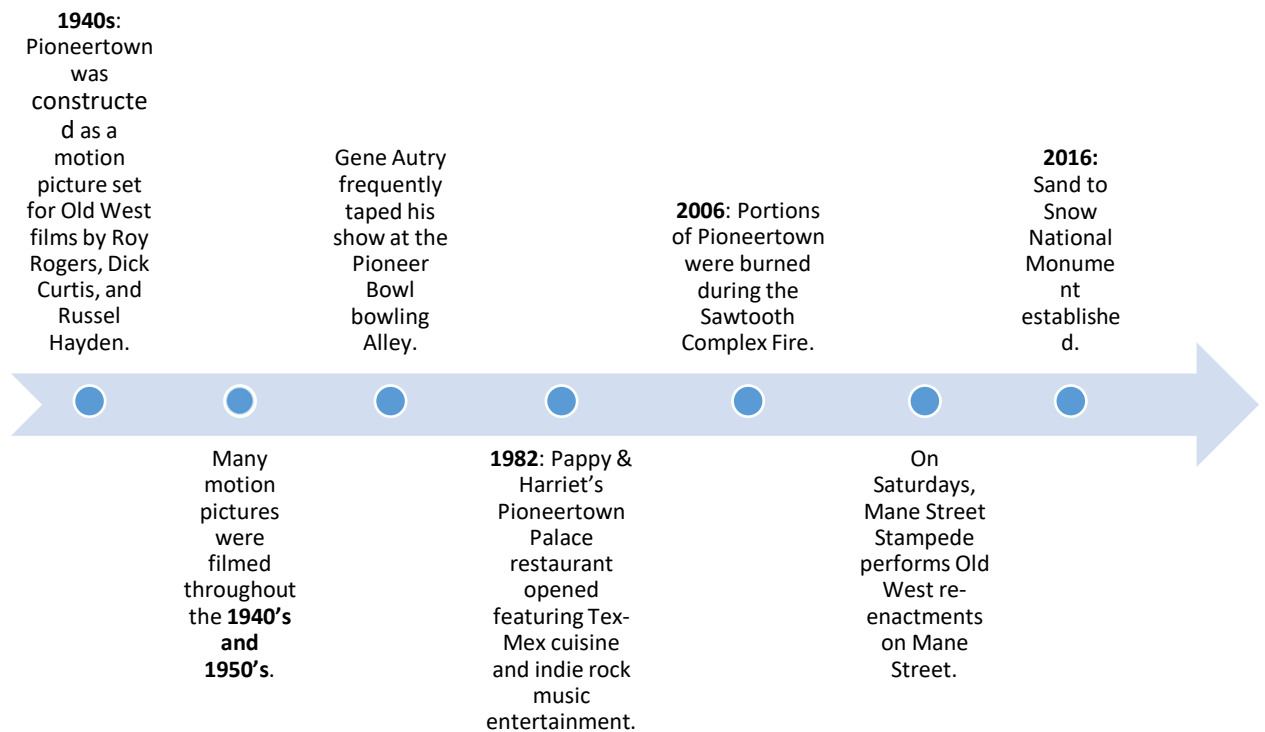 1940s:
Pioneertown
was
constructe
d as a
motion
picture set
for Old West
films by Roy
Rogers, Dick
Curtis, and
Russel
Hayden.
Many
motion
pictures
were
filmed
throughout
the 1940's
and
1950's.
Gene Autry
frequently
taped his
show at the
Pioneer
Bowl
bowling
Alley.
1982: Pappy &
Harriet's
Pioneertown
Palace
restaurant
opened
featuring Tex-
Mex cuisine
and indie rock
music
entertainment.
2006: Portions
of Pioneertown
were burned
during the
Sawtooth
Complex Fire.
On
Saturdays,
Mane Street
Stampede
performs Old
West re-
enactments
on Mane
Street.
2016:
Sand to
Snow
National
Monume
nt
establishe
d.